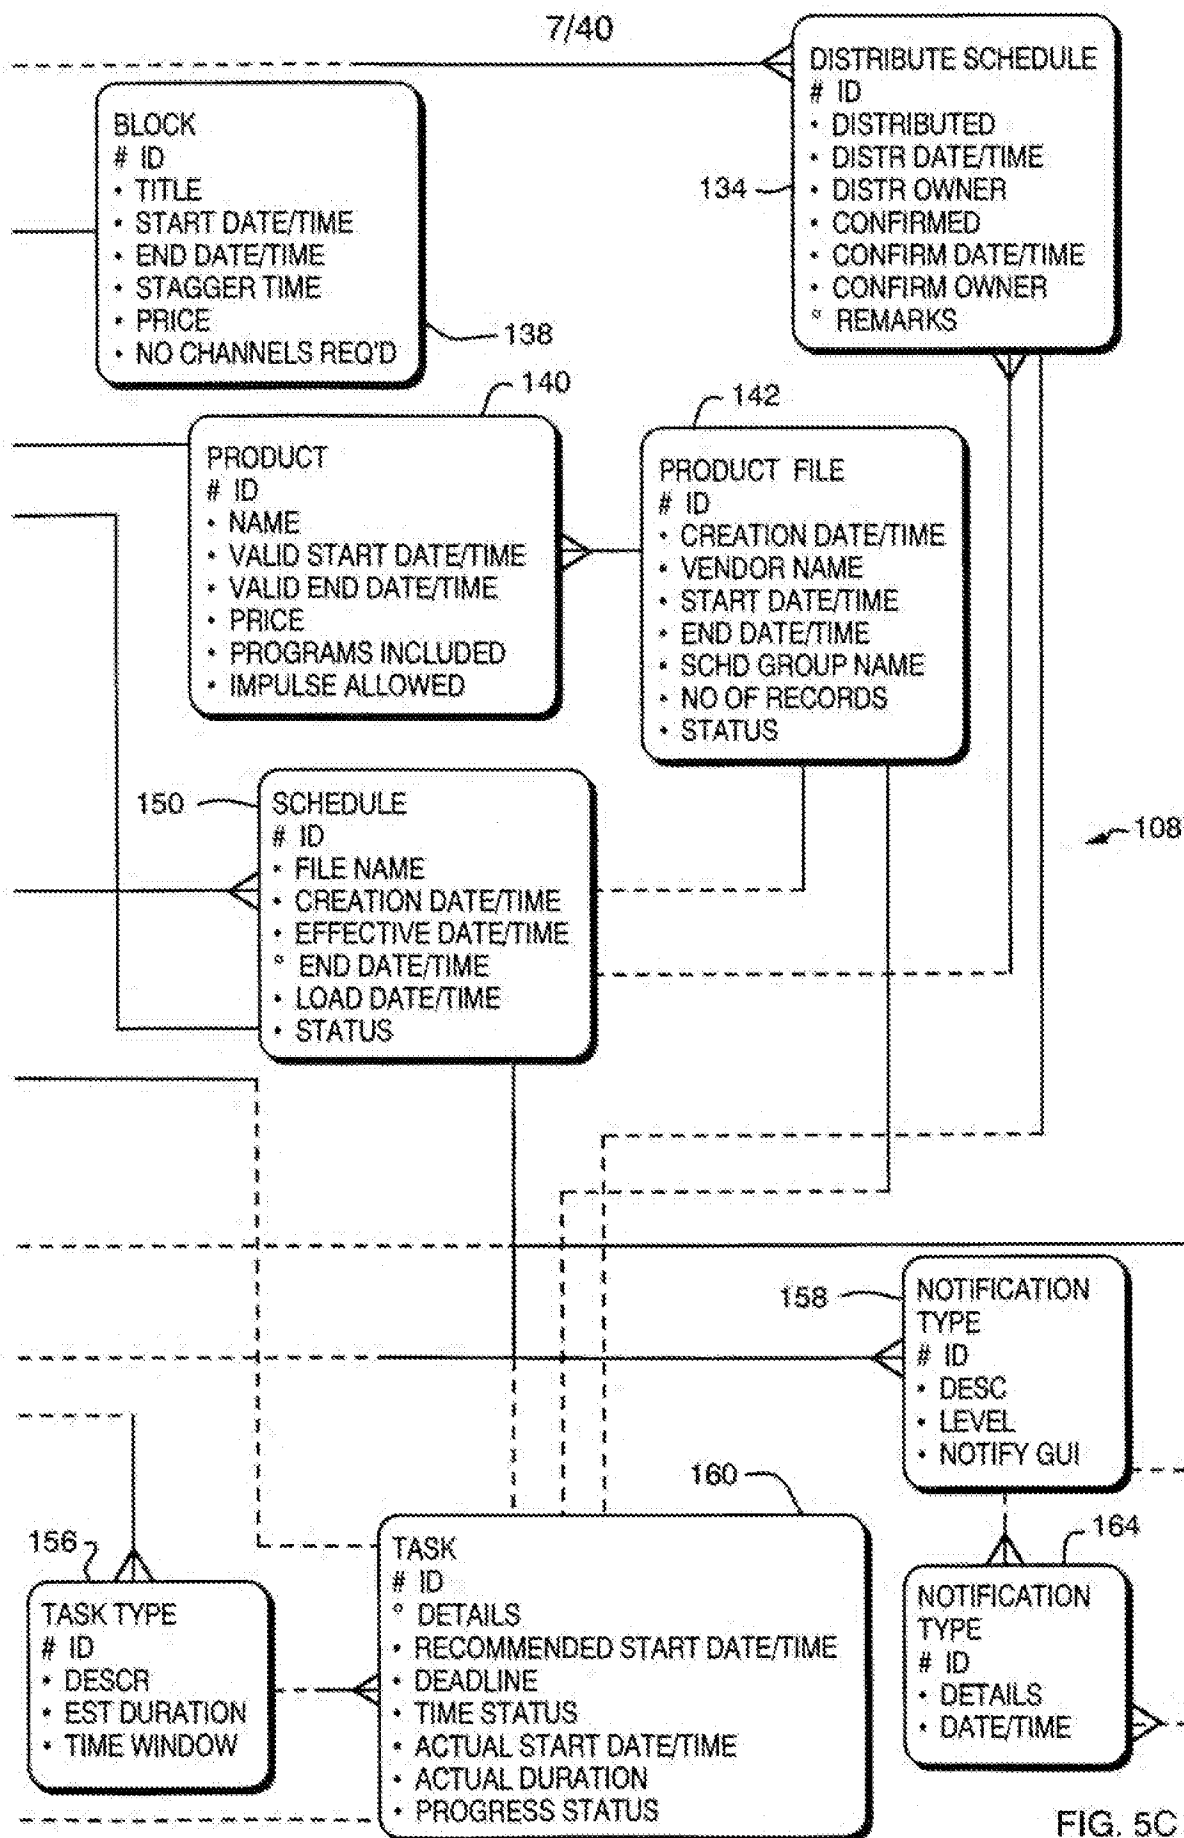 7/40
DISTRIBUTE SCHEDULE
# ID
• DISTRIBUTED
• DISTR DATE/TIME
• DISTR OWNER
• CONFIRMED
• CONFIRM DATE/TIME
• CONFIRM OWNER
° REMARKS
134
BLOCK
# ID
• TITLE
• START DATE/TIME
• END DATE/TIME
• STAGGER TIME
• PRICE
• NO CHANNELS REQ'D
138
140
PRODUCT
# ID
• NAME
• VALID START DATE/TIME
• VALID END DATE/TIME
• PRICE
• PROGRAMS INCLUDED
• IMPULSE ALLOWED
142
PRODUCT FILE
# ID
• CREATION DATE/TIME
• VENDOR NAME
• START DATE/TIME
• END DATE/TIME
• SCHD GROUP NAME
• NO OF RECORDS
• STATUS
150
SCHEDULE
# ID
• FILE NAME
• CREATION DATE/TIME
• EFFECTIVE DATE/TIME
° END DATE/TIME
• LOAD DATE/TIME
• STATUS
108
158
NOTIFICATION
TYPE
# ID
• DESC
• LEVEL
• NOTIFY GUI
156
TASK TYPE
# ID
• DESCR
• EST DURATION
• TIME WINDOW
160
TASK
# ID
° DETAILS
• RECOMMENDED START DATE/TIME
• DEADLINE
• TIME STATUS
• ACTUAL START DATE/TIME
• ACTUAL DURATION
• PROGRESS STATUS
164
NOTIFICATION
TYPE
# ID
• DETAILS
• DATE/TIME
FIG. 5C